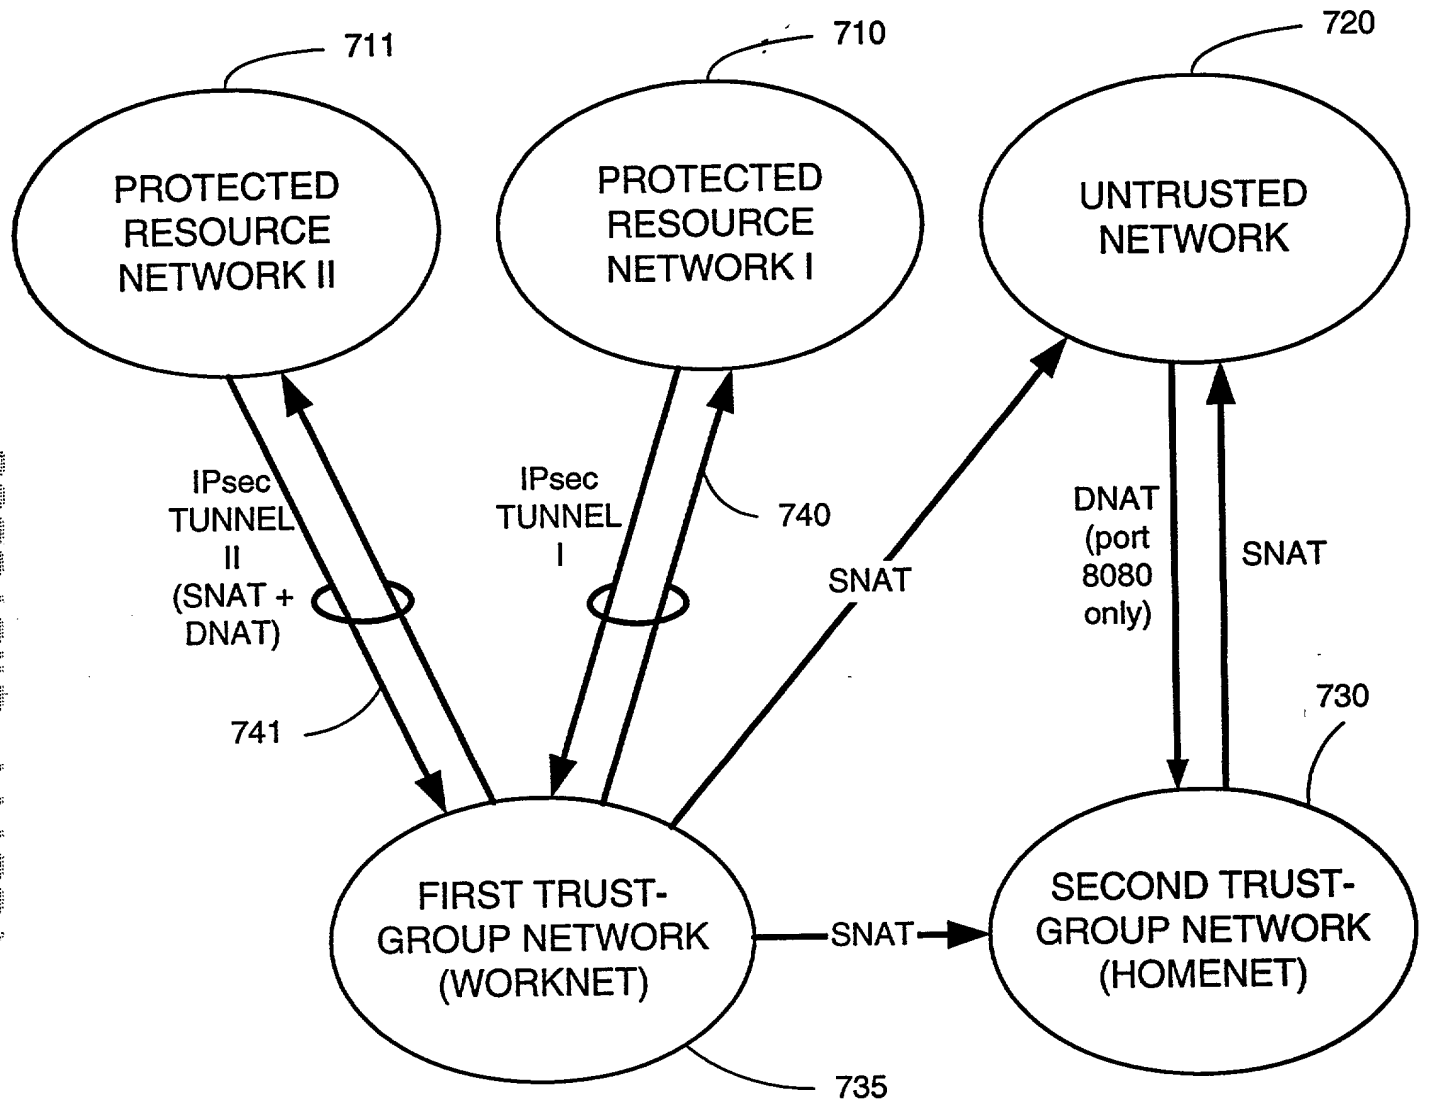 711
710
720
PROTECTED
RESOURCE
NETWORK II
PROTECTED
RESOURCE
NETWORK I
UNTRUSTED
NETWORK
IPsec
TUNNEL
II
(SNAT +
DNAT)
741
IPsec
TUNNEL
I
740
SNAT
DNAT
(port
8080
only)
SNAT
730
FIRST TRUST-
GROUP NETWORK
(WORKNET)
735
SNAT
SECOND TRUST-
GROUP NETWORK
(HOMENET)